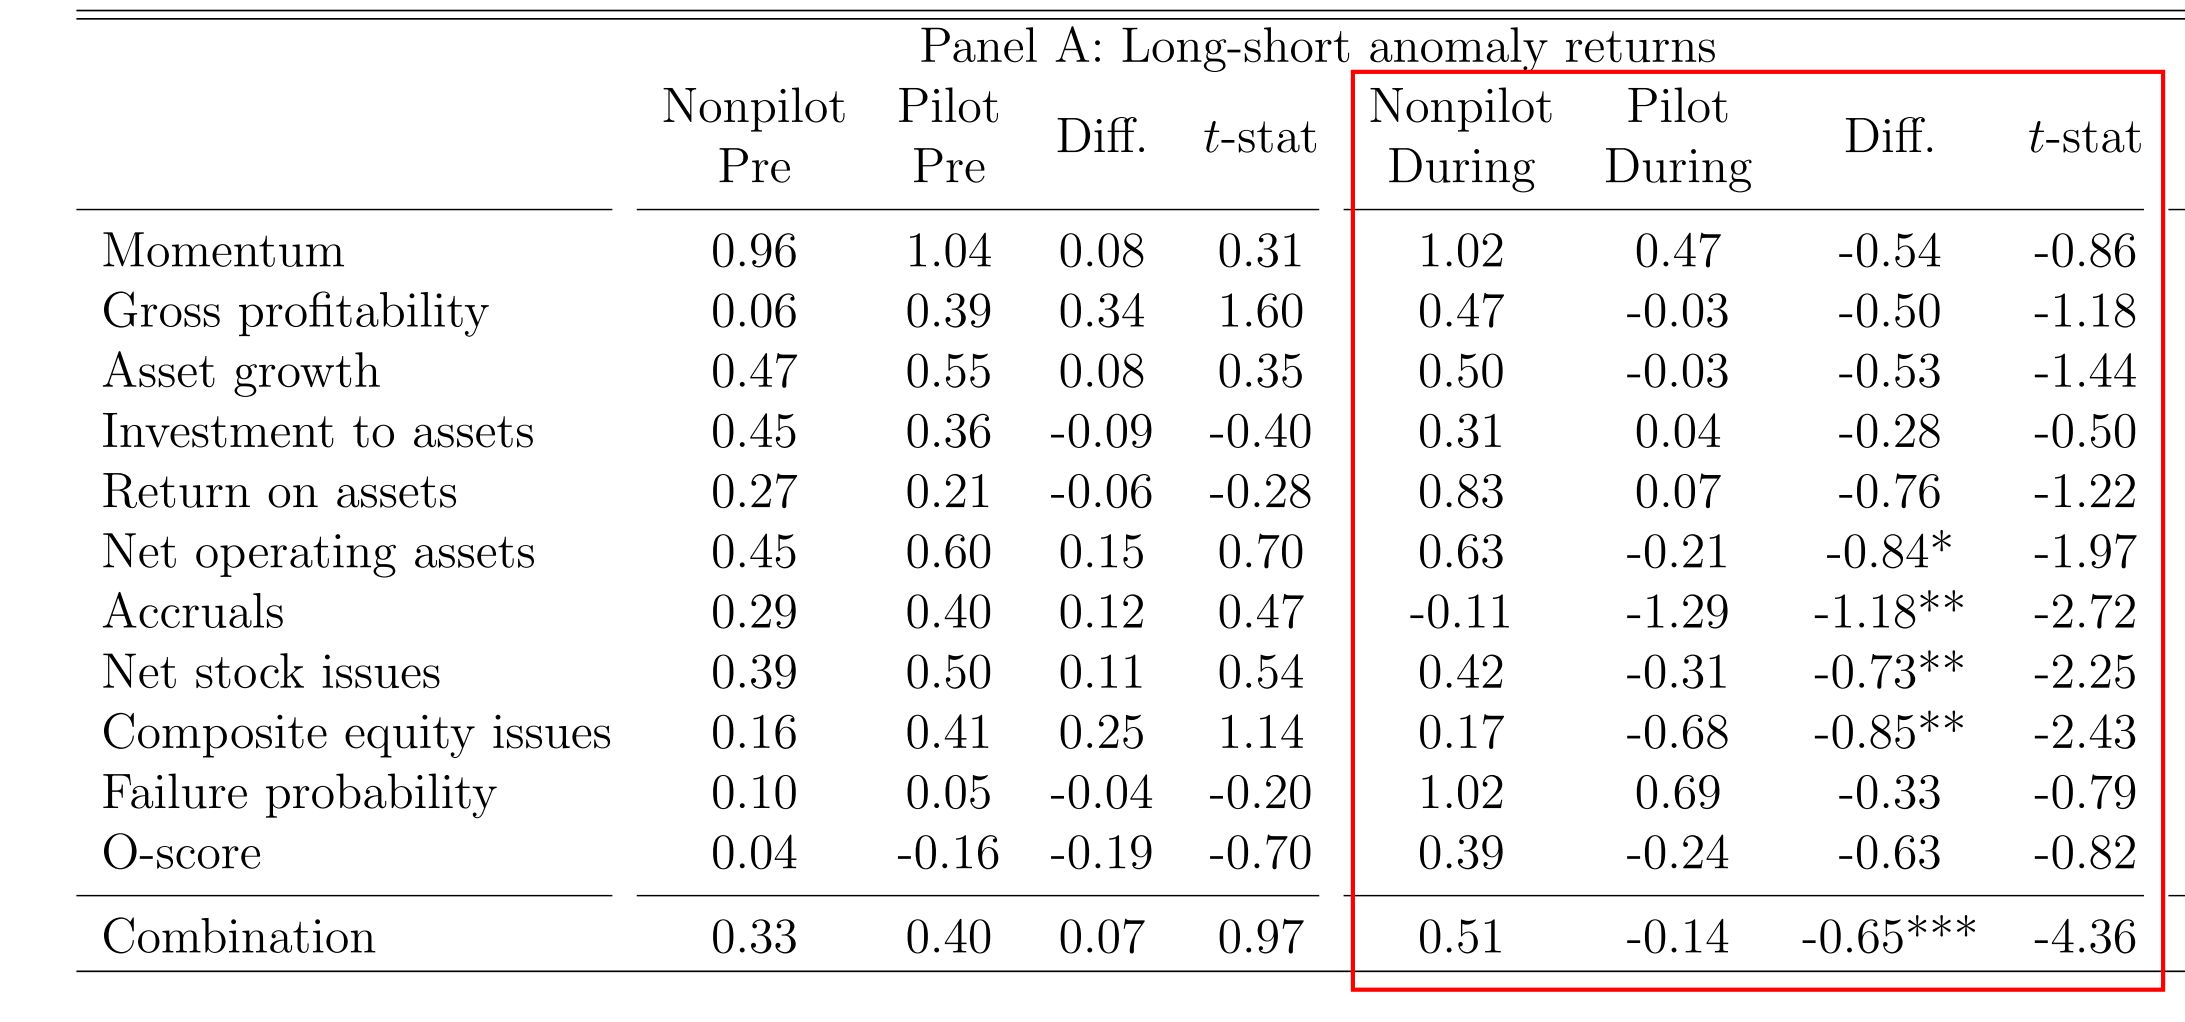 Panel A: Long-short anomaly returns
Nonpilot Pilot Nonpilot Pilot
Diff. t-stat Diff. t-stat
Pre Pre During During
Momentum 0.96 1.04 0.08 0.31 1.02 0.47 -0.54 -0.86
Gross profitability 0.06 0.39 0.34 1.60 0.47 -0.03 -0.50 -1.18
Asset growth 0.47 0.55 0.08 0.35 0.50 -0.03 -0.53 -1.44
Investment to assets 0.45 0.36 -0.09 -0.40 0.31 0.04 -0.28 -0.50
Return on assets 0.27 0.21 -0.06 -0.28 0.83 0.07 -0.76 -1.22
Net operating assets 0.45 0.60 0.15 0.70 0.63 -0.21 -0.84* -1.97
Accruals 0.29 0.40 0.12 0.47 -0.11 -1.29 -1.18** -2.72
Net stock issues 0.39 0.50 0.11 0.54 0.42 -0.31 -0.73** -2.25
Composite equity issues 0.16 0.41 0.25 1.14 0.17 -0.68 -0.85** -2.43
Failure probability 0.10 0.05 -0.04 -0.20 1.02 0.69 -0.33 -0.79
O-score 0.04 -0.16 -0.19 -0.70 0.39 -0.24 -0.63 -0.82
Combination 0.33 0.40 0.07 0.97 0.51 -0.14 -0.65*** -4.36